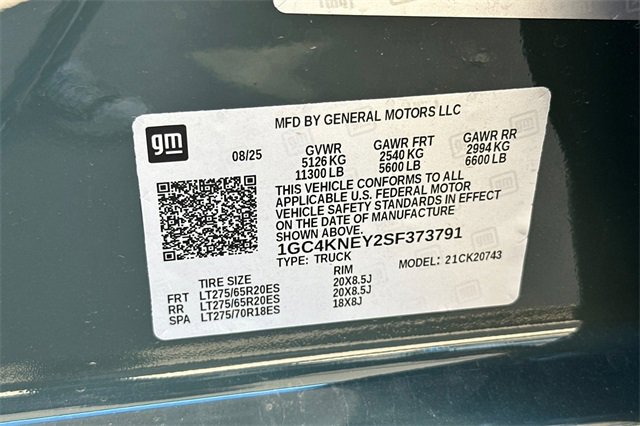 MFD BY GENERAL MOTORS LLC
gm
08/25
GVWR GAWR FRT GAWR RR
5126 KG 2540 KG 2994 KG
11300 LB 5600 LB 6600 LB
THIS VEHICLE CONFORMS TO ALL
APPLICABLE U.S. FEDERAL MOTOR
VEHICLE SAFETY STANDARDS IN EFFECT
ON THE DATE OF MANUFACTURE
SHOWN ABOVE.
1GC4KNEY2SF373791
TYPE: TRUCK MODEL: 21CK20743
TIRE SIZE RIM
FRT LT275/65R20ES 20X8.5J
RR LT275/65R20ES 20X8.5J
SPA LT275/70R18ES 18X8J